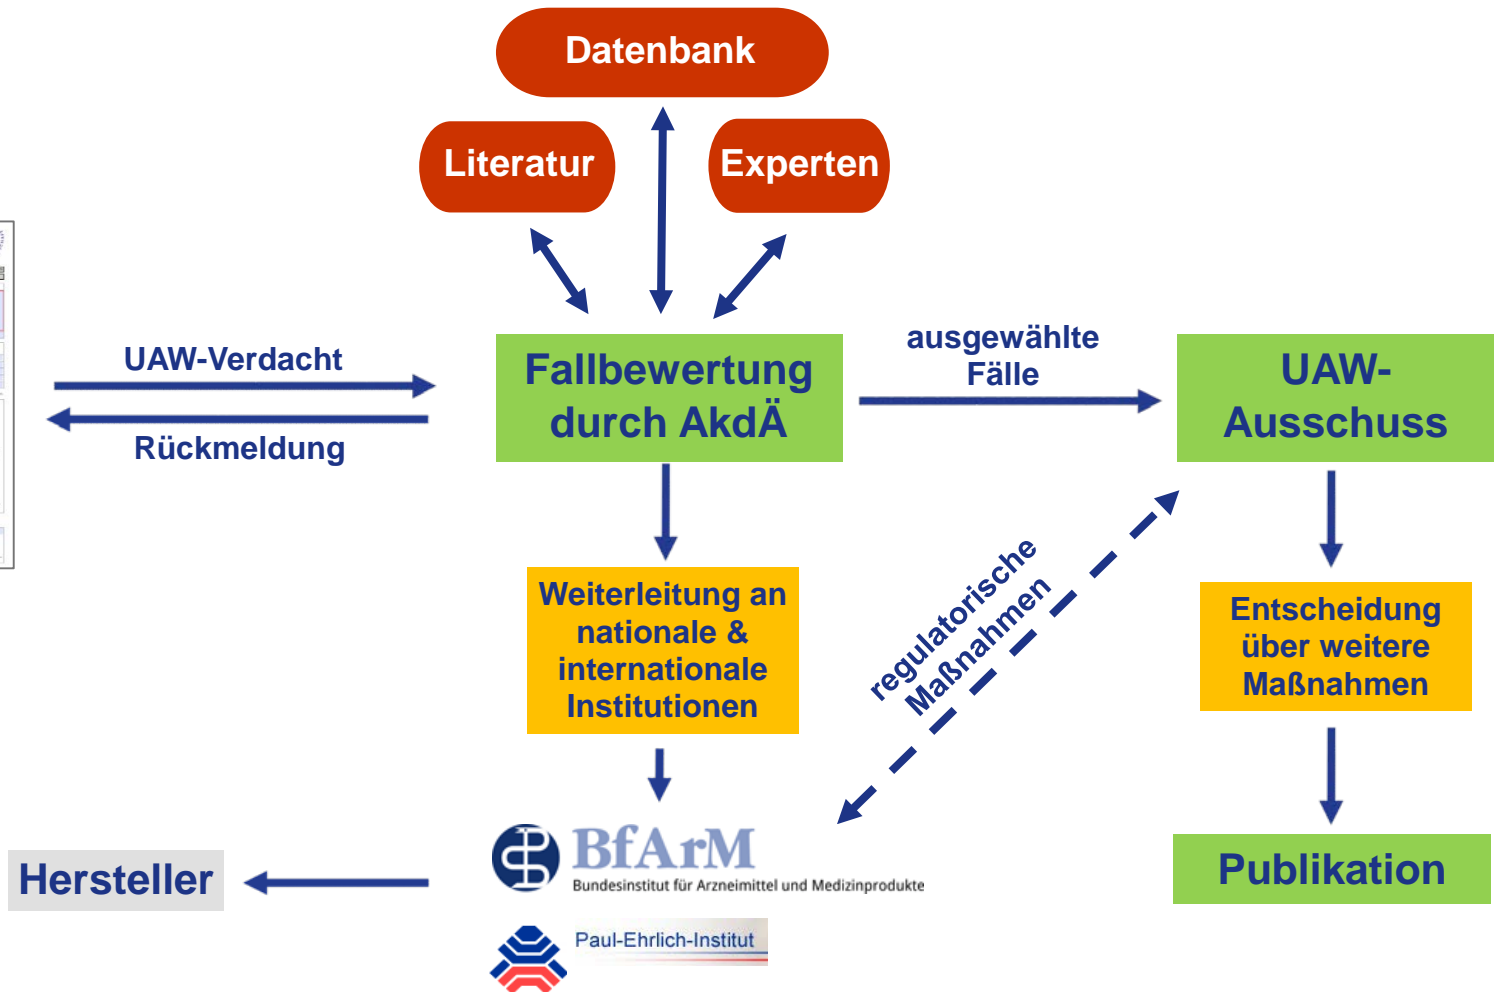 Datenbank
Literatur
Experten
UAW-Verdacht
Rückmeldung
Fallbewertung
durch AkdÄ
ausgewählte
Fälle
UAW-
Ausschuss
Weiterleitung an
nationale &
internationale
Institutionen
regulatorische
Maßnahmen
Entscheidung
über weitere
Maßnahmen
Hersteller
BfArM
Bundesinstitut für Arzneimittel und Medizinprodukte
Paul-Ehrlich-Institut
Publikation